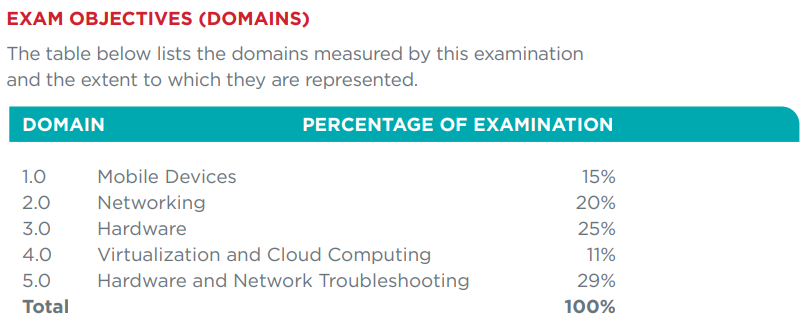 EXAM OBJECTIVES (DOMAINS)
The table below lists the domains measured by this examination
and the extent to which they are represented.
DOMAIN PERCENTAGE OF EXAMINATION
1.0 Mobile Devices 15%
2.0 Networking 20%
3.0 Hardware 25%
4.0 Virtualization and Cloud Computing 11%
5.0 Hardware and Network Troubleshooting 29%
Total 100%